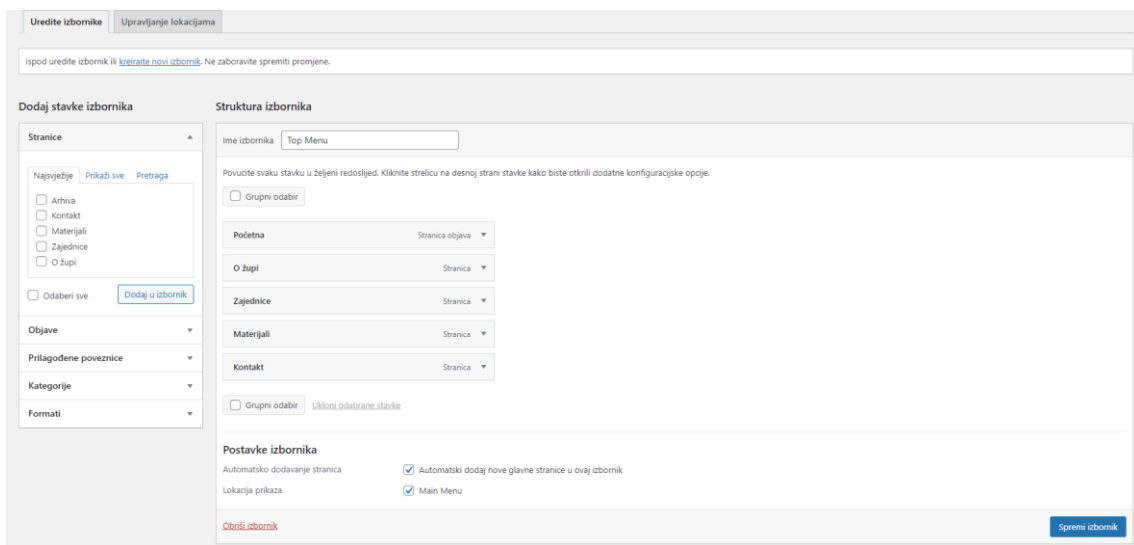 Uredite izbornike
Upravljanje lokacijama
Ispod uredite izbornik ili kreirajte novi izbornik. Ne zaboravite spremiti promjene.
Dodaj stavke izbornika
Stranice
Najsvježije Prikaži sve Pretraga
Arhiva
Kontakt
Materijali
Zajednice
O župi
Odaberi sve Dodaj u izbornik
Objave
Prilagođene poveznice
Kategorije
Formati
Struktura izbornika
Ime izbornika Top Menu
Povucite svaku stavku u željeni redoslijed. Kliknite strelicu na desnoj strani stavke kako biste otkrili dodatne konfiguracijske opcije.
Grupni odabir
Početna Stranica objava
O župi Stranica
Zajednice Stranica
Materijali Stranica
Kontakt Stranica
Grupni odabir Ukloni odabrane stavke
Postavke izbornika
Automatsko dodavanje stranica Automatski dodaj nove glavne stranice u ovaj izbornik
Lokacija prikaza Main Menu
Obriši izbornik Spremi izbornik